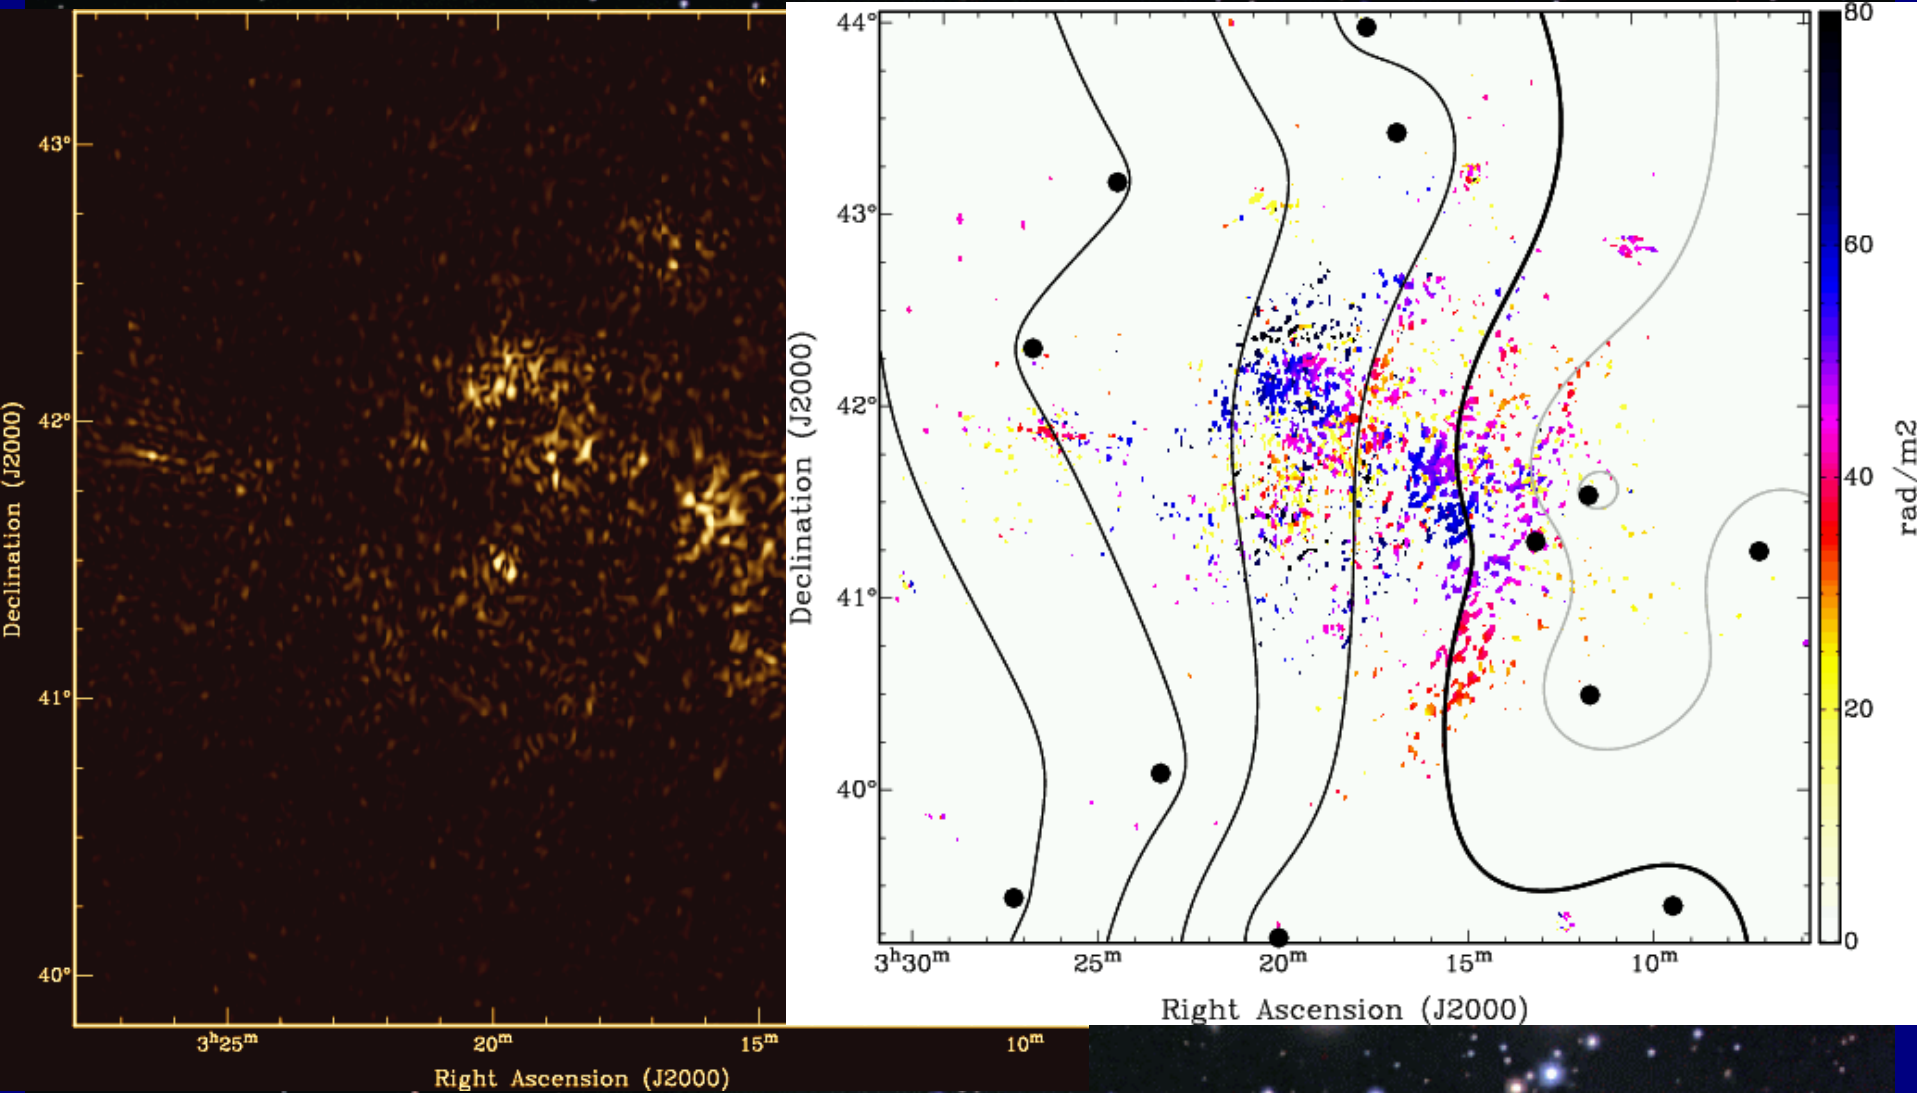 43°
42°
41°
40°
Declination (J2000)
3ʰ25ᵐ
20ᵐ
15ᵐ
10ᵐ
Right Ascension (J2000)
44°
43°
42°
41°
40°
Declination (J2000)
3ʰ30ᵐ
25ᵐ
20ᵐ
15ᵐ
10ᵐ
Right Ascension (J2000)
80
60
40
20
0
rad/m2